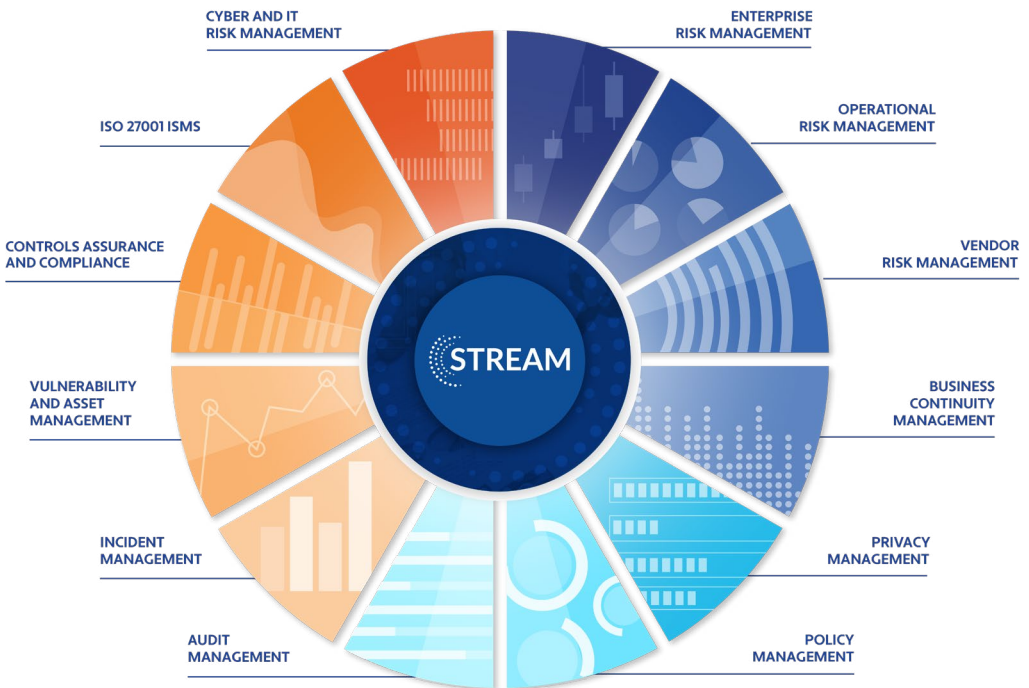 CYBER AND IT
RISK MANAGEMENT
ENTERPRISE
RISK MANAGEMENT
ISO 27001 ISMS
OPERATIONAL
RISK MANAGEMENT
CONTROLS ASSURANCE
AND COMPLIANCE
VENDOR
RISK MANAGEMENT
STREAM
VULNERABILITY
AND ASSET
MANAGEMENT
BUSINESS
CONTINUITY
MANAGEMENT
INCIDENT
MANAGEMENT
PRIVACY
MANAGEMENT
AUDIT
MANAGEMENT
POLICY
MANAGEMENT